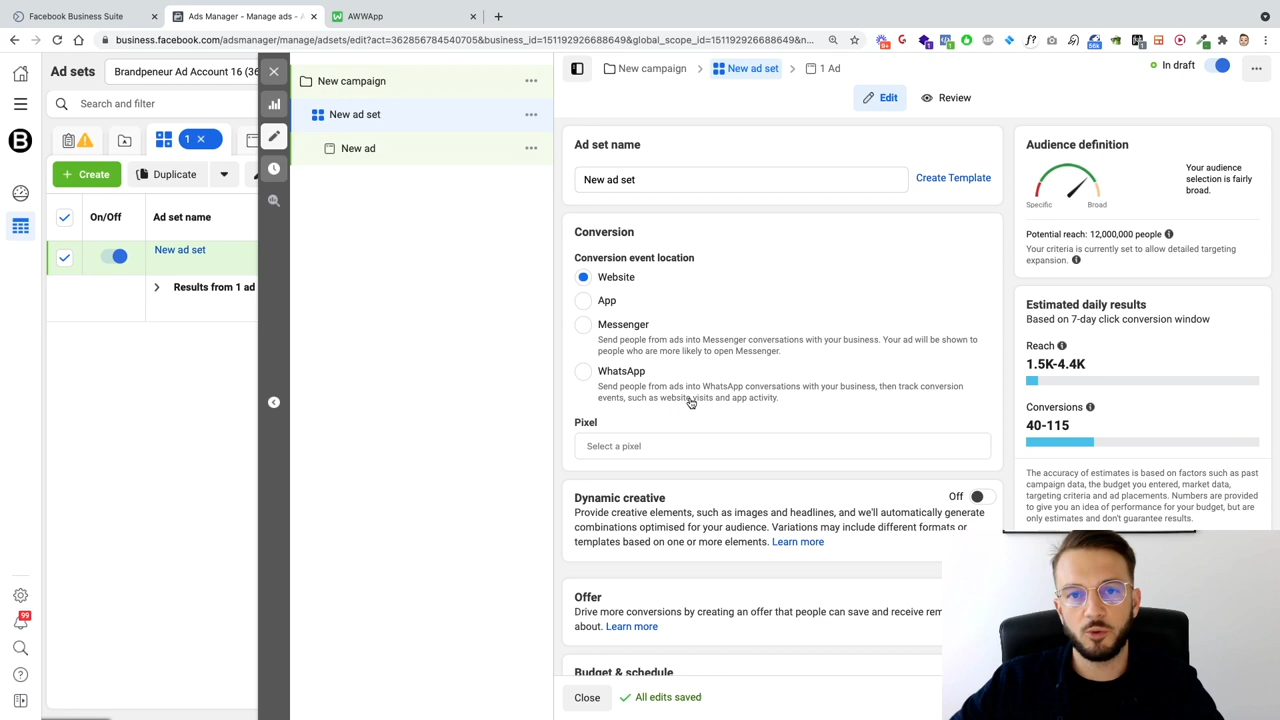 Facebook Business Suite
Ads Manager - Manage ads - A
AWWApp
business.facebook.com/adsmanager/manage/adsets/edit?act=362856784540705&business_id=151192926688649&global_scope_id=151192926688649&n...
Ad sets
Brandpeneur Ad Account 16 (36
Search and filter
1
Create
Duplicate
On/Off
Ad set name
New ad set
Results from 1 ad
99
New campaign
New ad set
New ad
New campaign
New ad set
1 Ad
In draft
Edit
Review
Ad set name
New ad set
Create Template
Conversion
Conversion event location
Website
App
Messenger
Send people from ads into Messenger conversations with your business. Your ad will be shown to
people who are more likely to open Messenger.
WhatsApp
Send people from ads into WhatsApp conversations with your business, then track conversion
events, such as website visits and app activity.
Pixel
Select a pixel
Dynamic creative
Off
Provide creative elements, such as images and headlines, and we'll automatically generate
combinations optimised for your audience. Variations may include different formats or
templates based on one or more elements. Learn more
Offer
Drive more conversions by creating an offer that people can save and receive rem
about. Learn more
Budget & schedule
Close
All edits saved
Audience definition
Specific
Broad
Your audience
selection is fairly
broad.
Potential reach: 12,000,000 people
Your criteria is currently set to allow detailed targeting
expansion.
Estimated daily results
Based on 7-day click conversion window
Reach
1.5K-4.4K
Conversions
40-115
The accuracy of estimates is based on factors such as past
campaign data, the budget you entered, market data,
targeting criteria and ad placements. Numbers are provided
to give you an idea of performance for your budget, but are
only estimates and don't guarantee results.